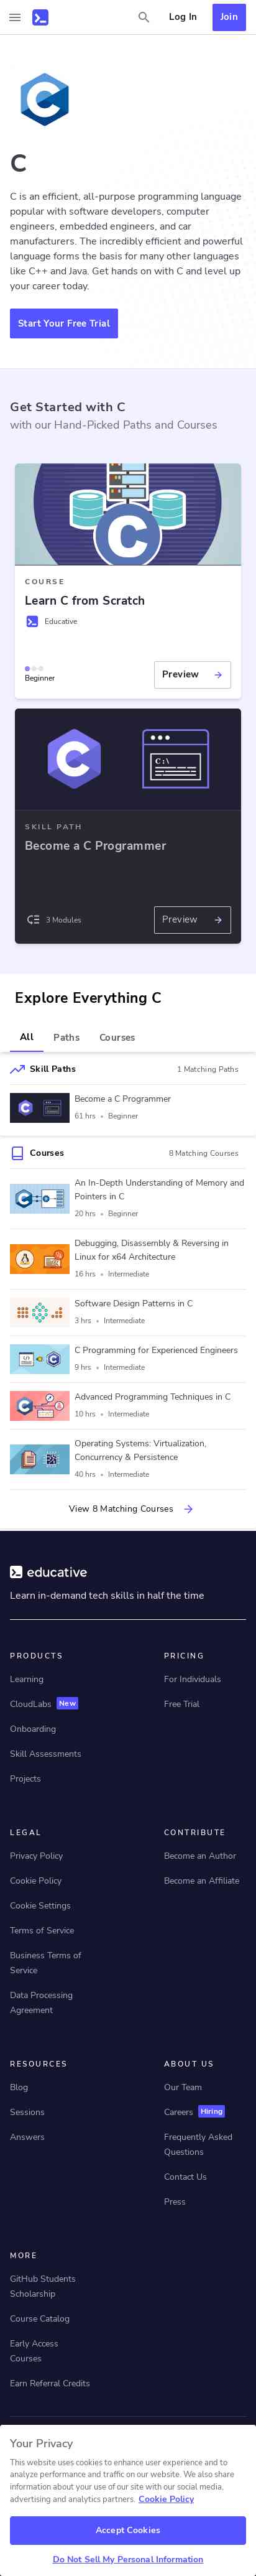 Log In
Join
C
C
C is an efficient, all-purpose programming language
popular with software developers, computer
engineers, embedded engineers, and car
manufacturers. The incredibly efficient and powerful
language forms the basis for many other languages
like C++ and Java. Get hands on with C and level up
your career today.
Start Your Free Trial
Get Started with C
with our Hand-Picked Paths and Courses
C
COURSE
Learn C from Scratch
Educative
Beginner
Preview
C
C:\
SKILL PATH
Become a C Programmer
3 Modules
Preview
Explore Everything C
All
Paths
Courses
Skill Paths
1 Matching Paths
Become a C Programmer
61 hrs • Beginner
Courses
8 Matching Courses
An In-Depth Understanding of Memory and
Pointers in C
20 hrs • Beginner
Debugging, Disassembly & Reversing in
Linux for x64 Architecture
16 hrs • Intermediate
Software Design Patterns in C
3 hrs • Intermediate
C Programming for Experienced Engineers
9 hrs • Intermediate
Advanced Programming Techniques in C
10 hrs • Intermediate
Operating Systems: Virtualization,
Concurrency & Persistence
40 hrs • Intermediate
View 8 Matching Courses
educative
Learn in-demand tech skills in half the time
PRODUCTS
Learning
CloudLabs New
Onboarding
Skill Assessments
Projects
PRICING
For Individuals
Free Trial
LEGAL
Privacy Policy
Cookie Policy
Cookie Settings
Terms of Service
Business Terms of
Service
Data Processing
Agreement
CONTRIBUTE
Become an Author
Become an Affiliate
RESOURCES
Blog
Sessions
Answers
ABOUT US
Our Team
Careers Hiring
Frequently Asked
Questions
Contact Us
Press
MORE
GitHub Students
Scholarship
Course Catalog
Early Access
Courses
Earn Referral Credits
Your Privacy
This website uses cookies to enhance user experience and to
analyze performance and traffic on our website. We also share
information about your use of our site with our social media,
advertising and analytics partners. Cookie Policy
Accept Cookies
Do Not Sell My Personal Information